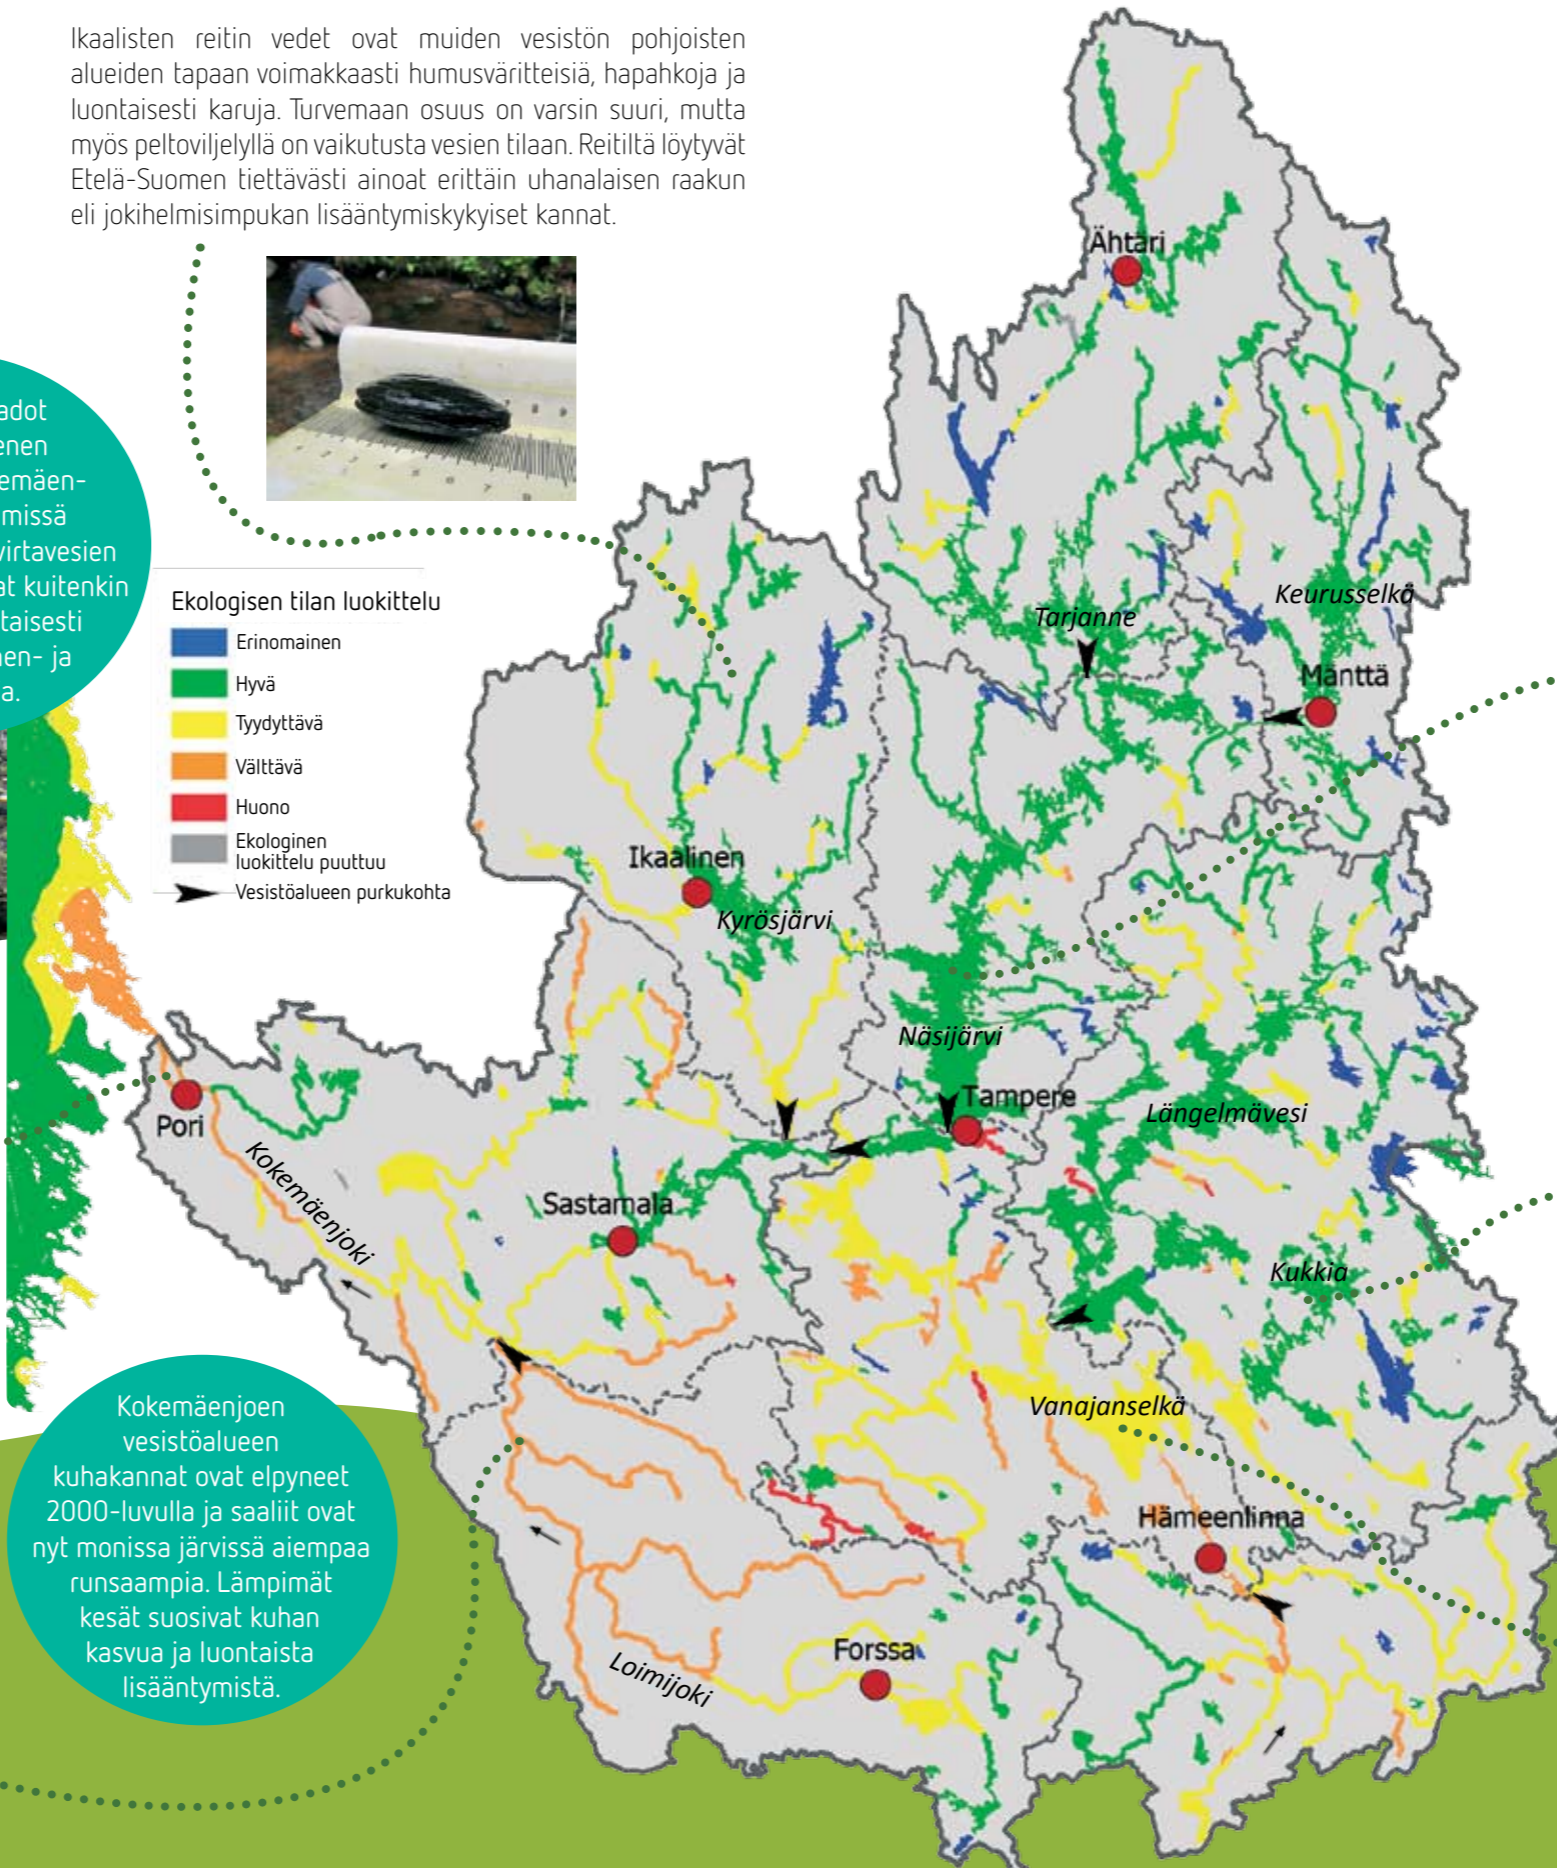 Ikaalisten reitin vedet ovat muiden vesistön pohjoisten
alueiden tapaan voimakkaasti humusväritteisiä, hapahkoja ja
luontaisesti karuja. Turvemaan osuus on varsin suuri, mutta
myös peltoviljelyllä on vaikutusta vesien tilaan. Reitiltä löytyvät
Etelä-Suomen tiettävästi ainoat erittäin uhanalaisen raakun
eli jokihelmisimpukan lisääntymiskykyiset kannat.
adot
enen
emäen-
missä
virtavesien
at kuitenkin
taisesti
en- ja
a.
Ekologisen tilan luokittelu
Erinomainen
Hyvä
Tyydyttävä
Välttävä
Huono
Ekologinen
luokittelu puuttuu
Vesistöalueen purkukohta
Ähtäri
Keurusselkä
Tarjanne
Mänttä
Ikaalinen
Kyrösjärvi
Näsijärvi
Tampere
Längelmävesi
Pori
Kokemäenjoki
Sastamala
Kukkia
Vanajanselkä
Hämeenlinna
Forssa
Loimijoki
Kokemäenjoen
vesistöalueen
kuhakannat ovat elpyneet
2000-luvulla ja saaliit ovat
nyt monissa järvissä aiempaa
runsaampia. Lämpimät
kesät suosivat kuhan
kasvua ja luontaista
lisääntymistä.